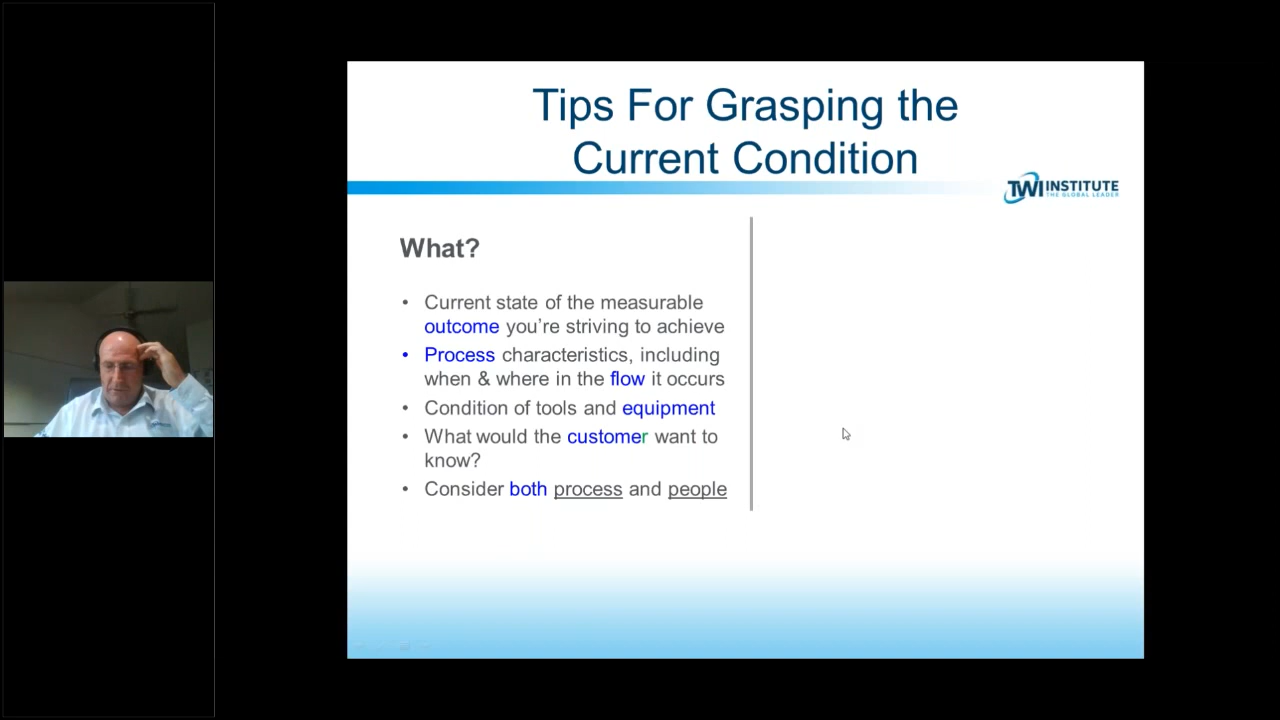 Tips For Grasping the
Current Condition
TWI INSTITUTE
THE GLOBAL LEADER
What?
• Current state of the measurable
outcome you're striving to achieve
• Process characteristics, including
when & where in the flow it occurs
• Condition of tools and equipment
• What would the customer want to
know?
• Consider both process and people